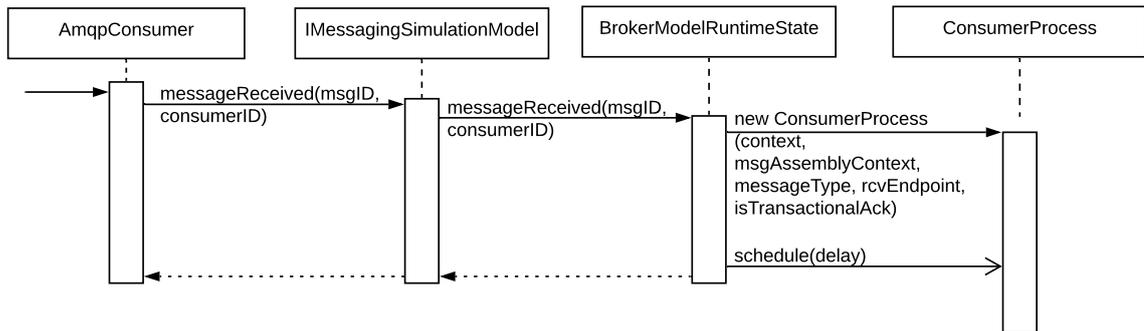 AmqpConsumer
IMessagingSimulationModel
BrokerModelRuntimeState
ConsumerProcess
messageReceived(msgID,
consumerID)
messageReceived(msgID,
consumerID)
new ConsumerProcess
(context,
msgAssemblyContext,
messageType, rcvEndpoint,
isTransactionalAck)
schedule(delay)